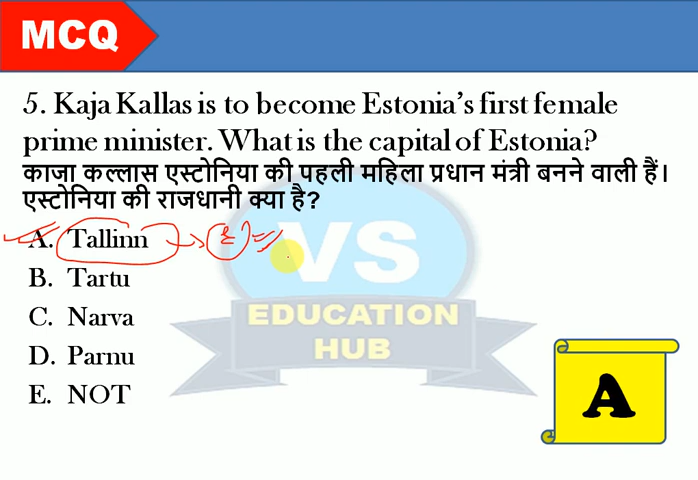 MCQ
5. Kaja Kallas is to become Estonia's first female
prime minister. What is the capital of Estonia?
काजा कल्लास एस्टोनिया की पहली महिला प्रधान मंत्री बनने वाली हैं।
एस्टोनिया की राजधानी क्या है?
A. Tallinn
B. Tartu
C. Narva
D. Parnu
E. NOT
VS
EDUCATION
HUB
A